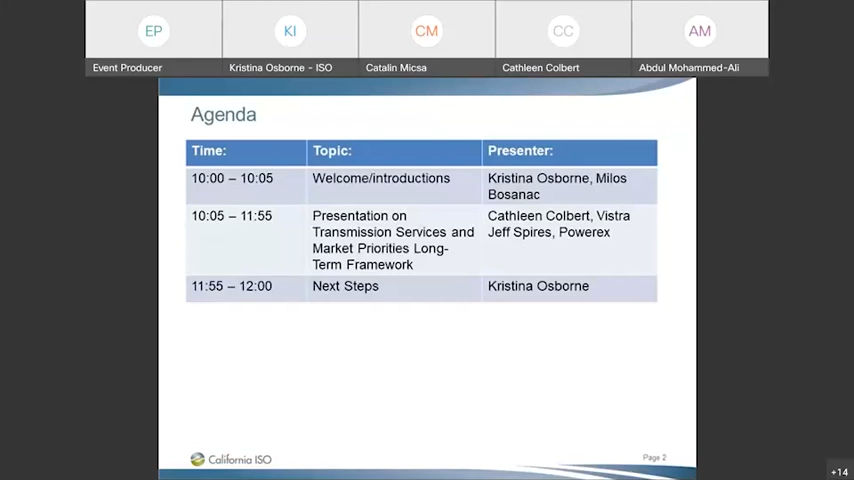 EP
KI
CM
CC
AM
Event Producer
Kristina Osborne - ISO
Catalin Micsa
Cathleen Colbert
Abdul Mohammed-Ali
Agenda
Time:
Topic:
Presenter:
10:00 – 10:05
Welcome/introductions
Kristina Osborne, Milos
Bosanac
10:05 – 11:55
Presentation on
Transmission Services and
Market Priorities Long-
Term Framework
Cathleen Colbert, Vistra
Jeff Spires, Powerex
11:55 – 12:00
Next Steps
Kristina Osborne
California ISO
Page 2
+14